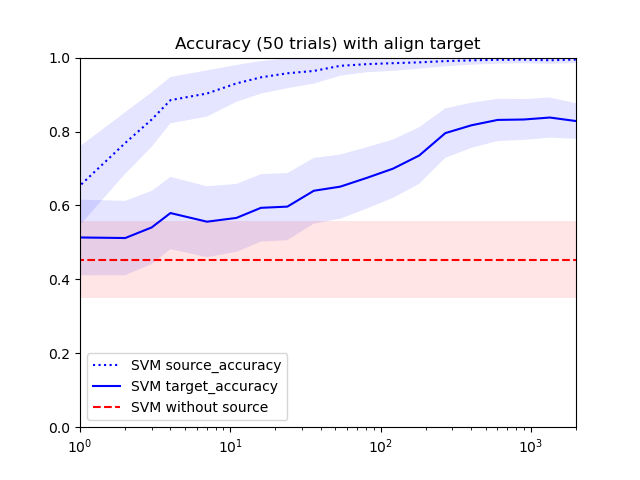 Accuracy (50 trials) with align target
1.0
0.8
0.6
0.4
0.2
0.0
SVM source_accuracy
SVM target_accuracy
SVM without source
10⁰ 10¹ 10² 10³